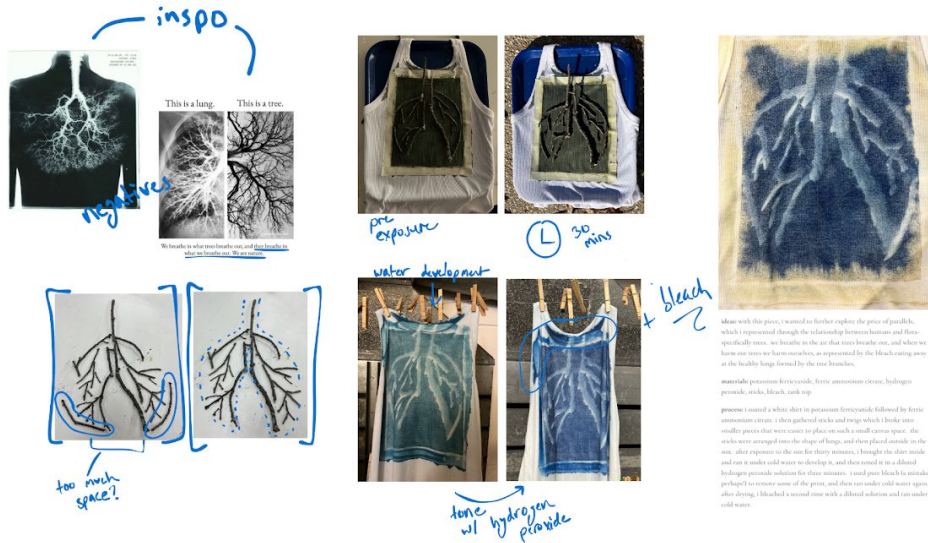 inspo
This is a lung. This is a tree.
negatives
We breathe in what trees breathe out, and they breathe in
what we breathe out. We are nature.
too much
space?
pre
exposure
L 30
mins
water development
+ bleach
tone
w/ hydrogen
peroxide
ideas: with this piece, i wanted to further explore the price of parallels,
which i represented through the relationship between humans and flora-
specifically trees. we breathe in the air that trees breathe out, and when we
harm our trees we harm ourselves, as represented by the bleach eating away
at the healthy lungs formed by the tree branches.
materials: potassium ferricyanide, ferric ammonium citrate, hydrogen
peroxide, sticks, bleach, tank top
process: i coated a white shirt in potassium ferricyanide followed by ferric
ammonium citrate. i then gathered sticks and twigs which i broke into
smaller pieces that were easier to place on such a small canvas space. the
sticks were arranged into the shape of lungs, and then placed outside in the
sun. after exposure to the sun for thirty minutes, i brought the shirt inside
and ran it under cold water to develop it, and then toned it in a diluted
hydrogen peroxide solution for three minutes. i used pure bleach (a mistake
perhaps?) to remove some of the print, and then ran under cold water again.
after drying, i bleached a second time with a diluted solution and ran under
cold water.